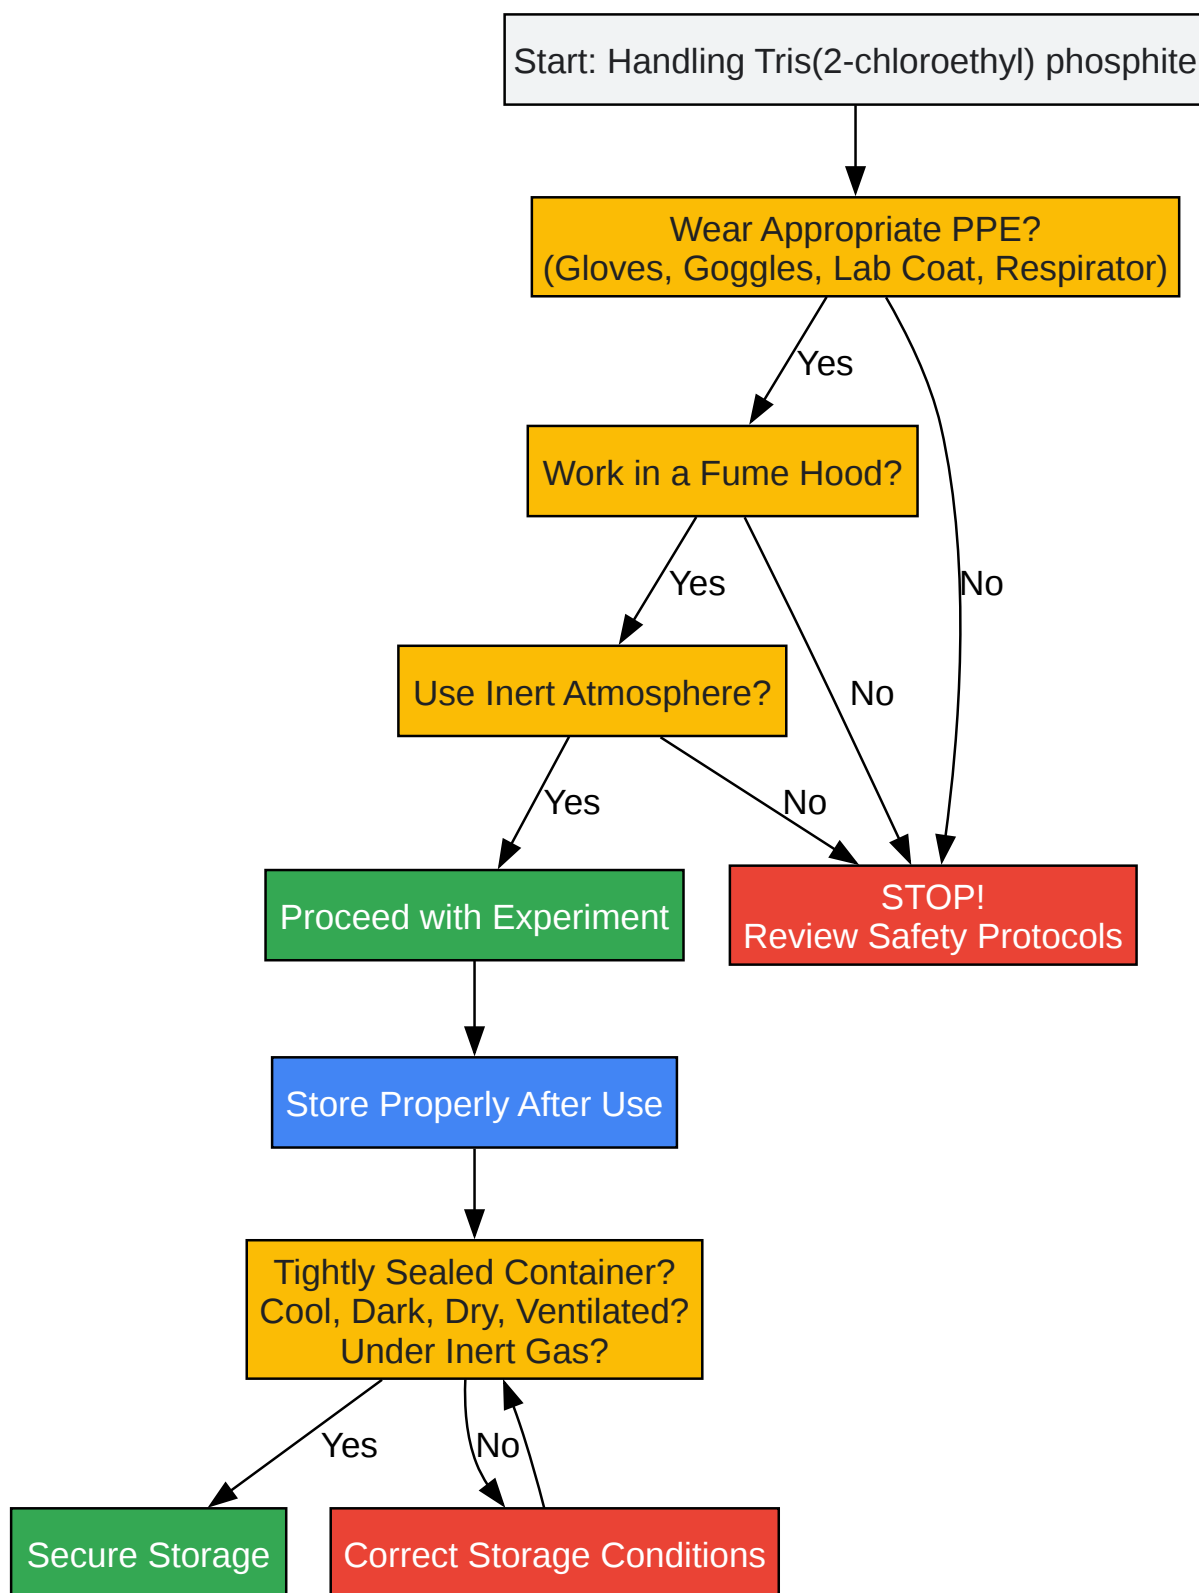 Start: Handling Tris(2-chloroethyl) phosphite
Wear Appropriate PPE?
(Gloves, Goggles, Lab Coat, Respirator)
Yes
Work in a Fume Hood?
Yes
No
Use Inert Atmosphere?
No
Yes
No
Proceed with Experiment
STOP!
Review Safety Protocols
Store Properly After Use
Tightly Sealed Container?
Cool, Dark, Dry, Ventilated?
Under Inert Gas?
Yes
No
Secure Storage
Correct Storage Conditions